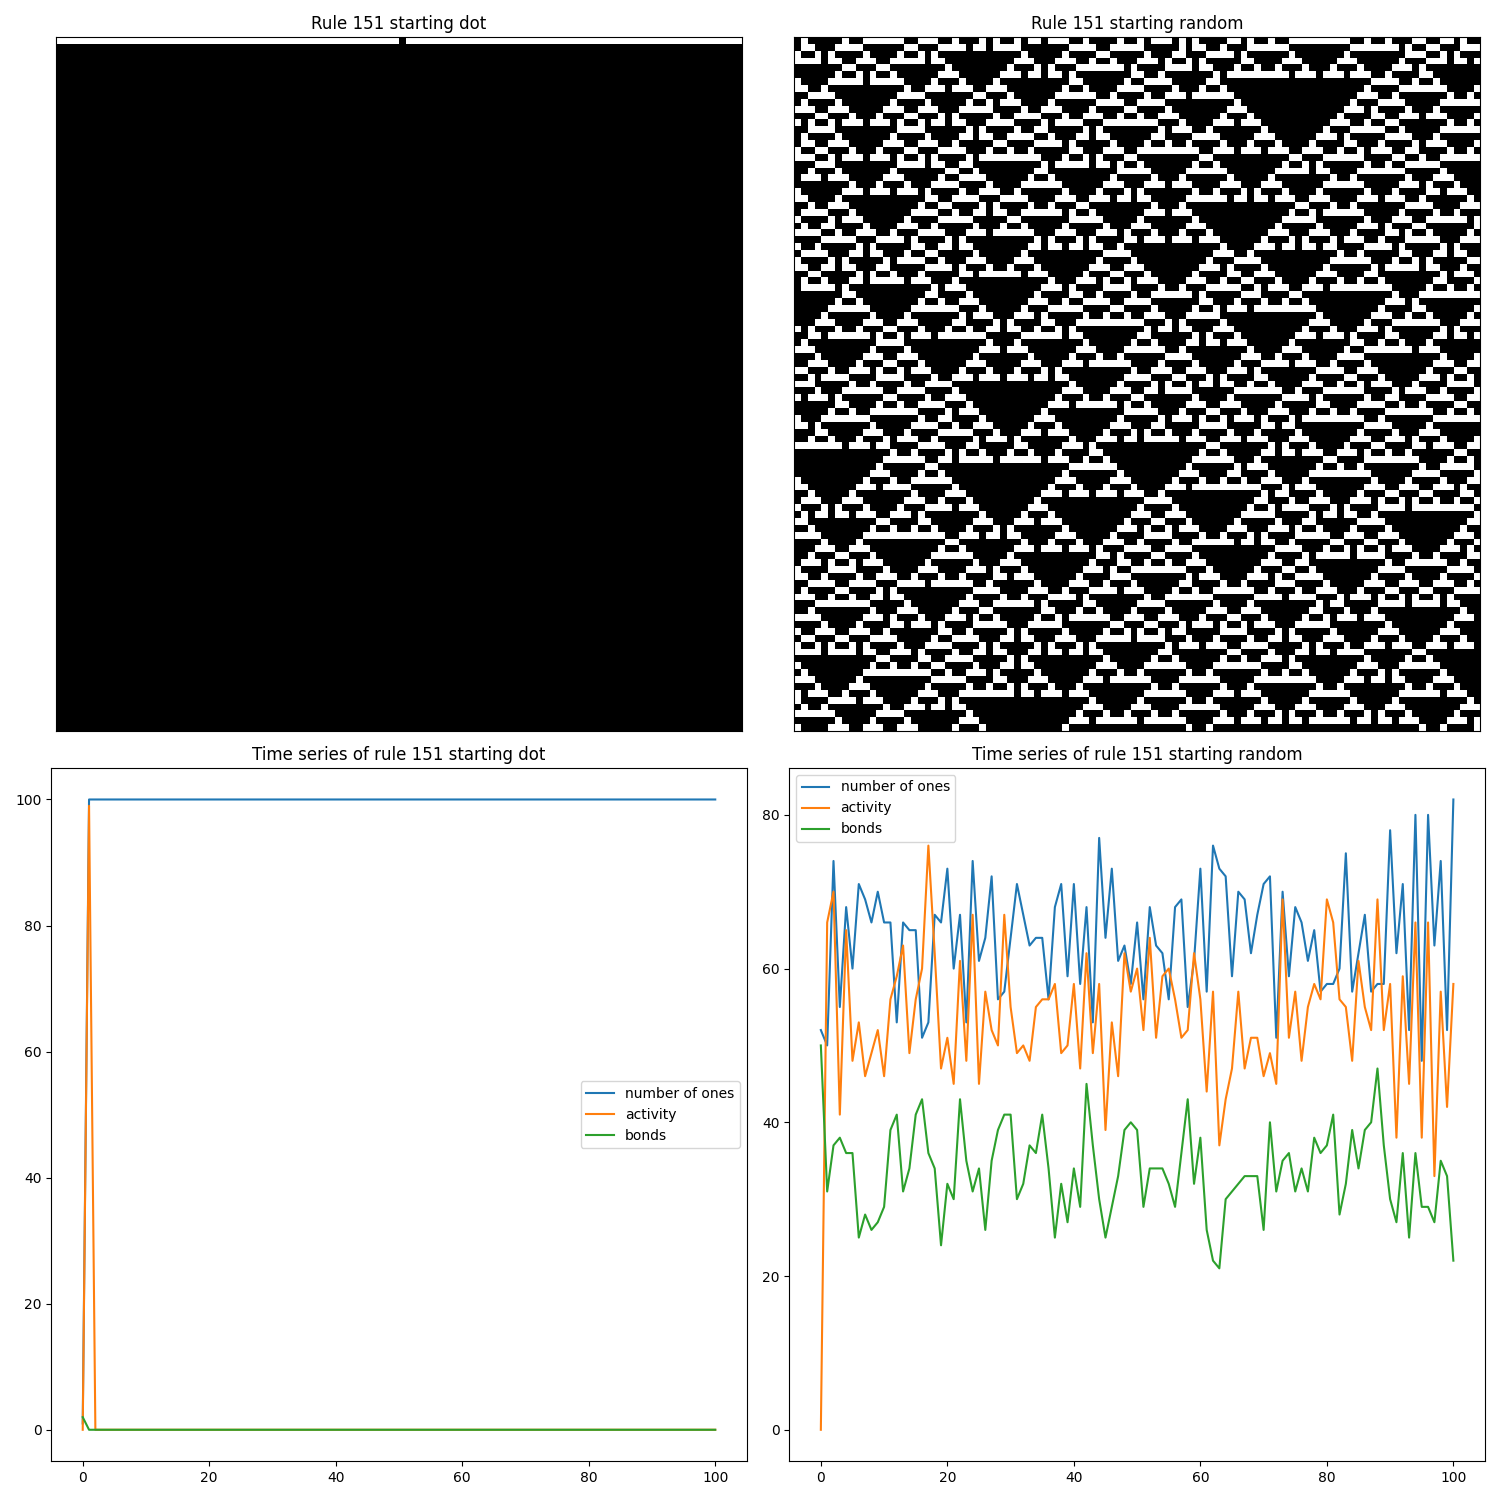 Rule 151 starting dot
Rule 151 starting random
Time series of rule 151 starting dot
100
80
60
40
20
0
number of ones
activity
bonds
0 20 40 60 80 100
Time series of rule 151 starting random
number of ones
activity
bonds
80
60
40
20
0
0 20 40 60 80 100